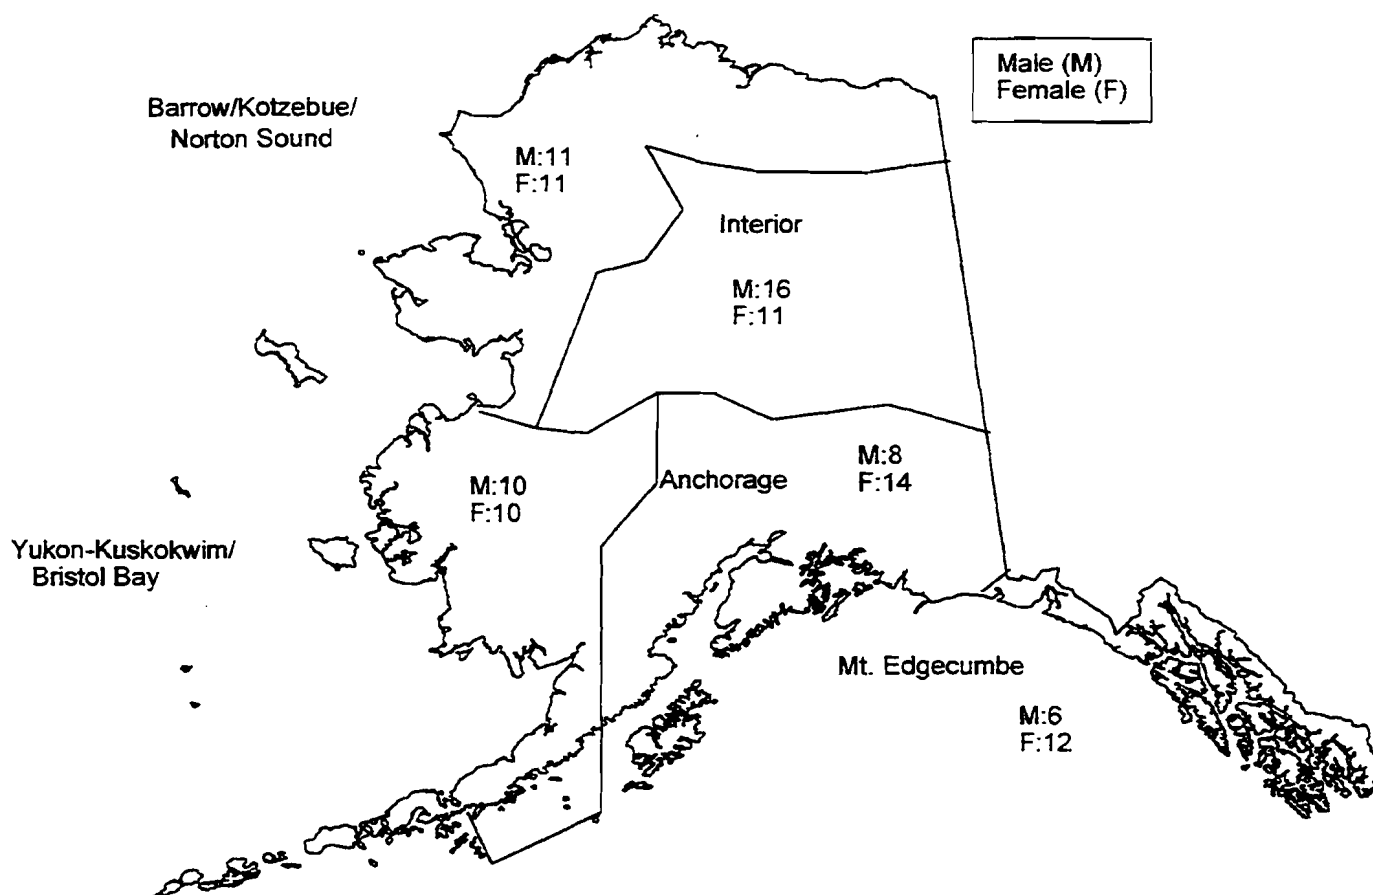 Male (M)
Female (F)
Barrow/Kotzebue/
Norton Sound
M:11
F:11
Interior
M:16
F:11
M:8
F:14
Anchorage
M:10
F:10
Yukon-Kuskokwim/
Bristol Bay
Mt. Edgecumbe
M:6
F:12